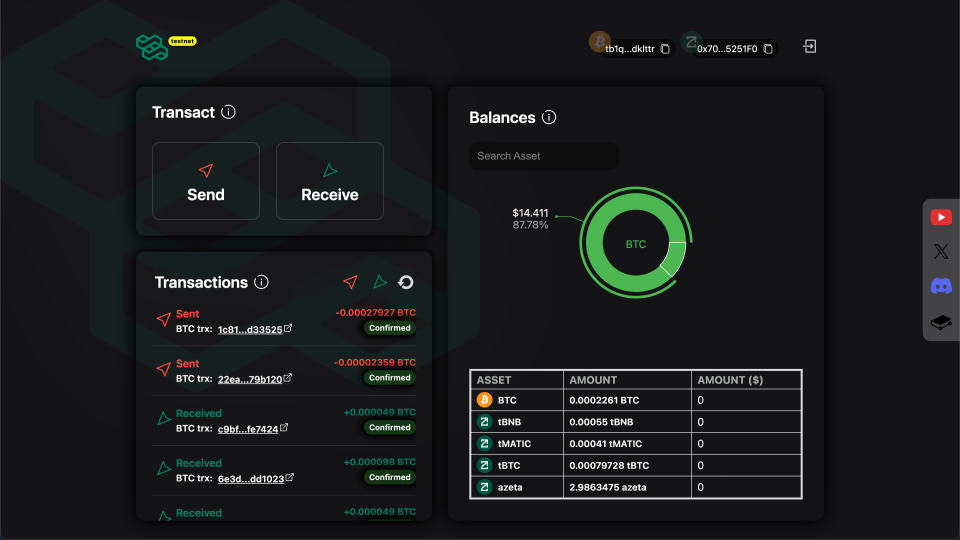 testnet
tb1q...dklttr
0x70...5251F0
Transact
Send
Receive
Transactions
Sent
-0.00027927 BTC
BTC trx: 1c81...d33525
Confirmed
Sent
-0.00002359 BTC
BTC trx: 22ea...79b120
Confirmed
Received
+0.000049 BTC
BTC trx: c9bf...fe7424
Confirmed
Received
+0.000098 BTC
BTC trx: 6e3d...dd1023
Confirmed
Received
+0.000049 BTC
Balances
Search Asset
$14.411
87.78%
BTC
ASSET AMOUNT AMOUNT ($)
BTC 0.0002261 BTC 0
tBNB 0.00055 tBNB 0
tMATIC 0.00041 tMATIC 0
tBTC 0.00079728 tBTC 0
azeta 2.9863475 azeta 0